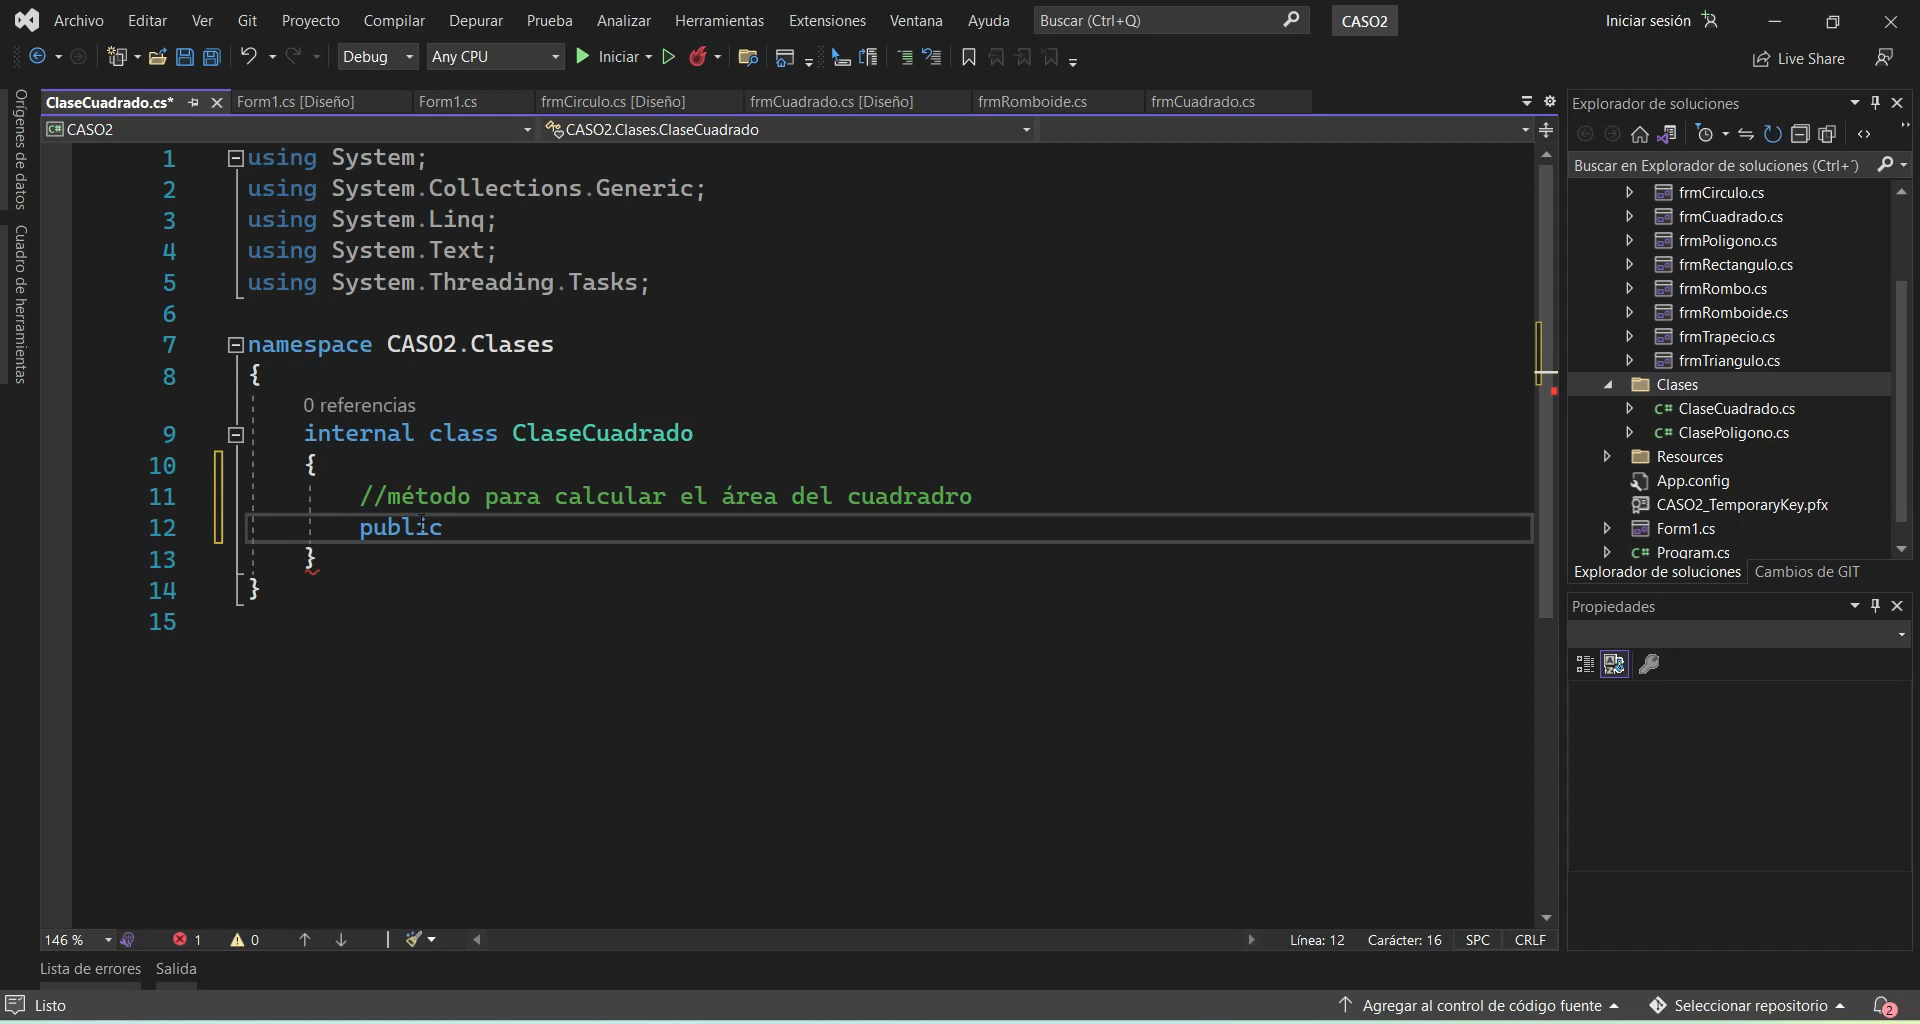 Archivo Editar Ver Git Proyecto Compilar Depurar Prueba Analizar Herramientas Extensiones Ventana Ayuda Buscar (Ctrl+Q) CASO2 Iniciar sesión
Debug Any CPU Iniciar Live Share
Orígenes de datos
Cuadro de herramientas
ClaseCuadrado.cs* Form1.cs [Diseño] Form1.cs frmCirculo.cs [Diseño] frmCuadrado.cs [Diseño] frmRomboide.cs frmCuadrado.cs
C# CASO2 CASO2.Clases.ClaseCuadrado
1 using System;
2 using System.Collections.Generic;
3 using System.Linq;
4 using System.Text;
5 using System.Threading.Tasks;
6
7 namespace CASO2.Clases
8 {
0 referencias
9 internal class ClaseCuadrado
10 {
11 //método para calcular el área del cuadradro
12 public
13 }
14 }
15
146 % 1 0 Línea: 12 Carácter: 16 SPC CRLF
Lista de errores Salida
Explorador de soluciones
Buscar en Explorador de soluciones (Ctrl+´)
frmCirculo.cs
frmCuadrado.cs
frmPoligono.cs
frmRectangulo.cs
frmRombo.cs
frmRomboide.cs
frmTrapecio.cs
frmTriangulo.cs
Clases
C# ClaseCuadrado.cs
C# ClasePoligono.cs
Resources
App.config
CASO2_TemporaryKey.pfx
Form1.cs
C# Program.cs
Explorador de soluciones Cambios de GIT
Propiedades
Listo Agregar al control de código fuente Seleccionar repositorio 2